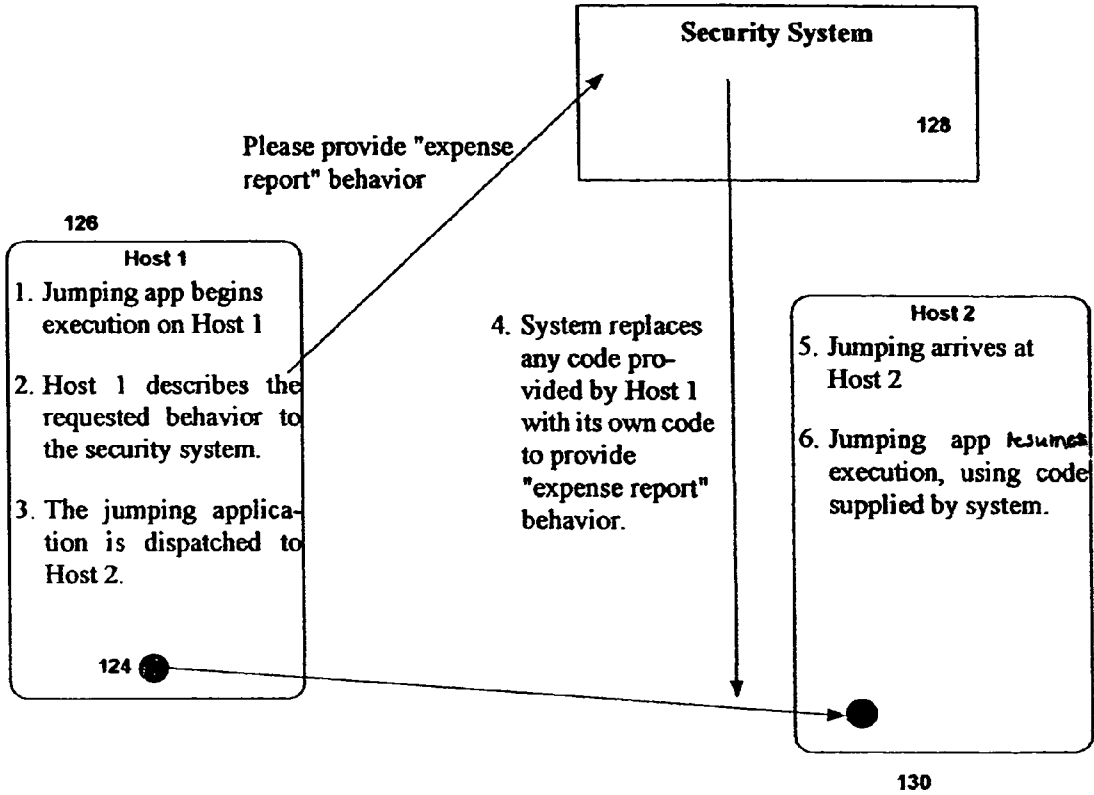 Security System
128
Please provide "expense
report" behavior
126
Host 1
1. Jumping app begins
execution on Host 1
2. Host 1 describes the
requested behavior to
the security system.
3. The jumping applica-
tion is dispatched to
Host 2.
124
4. System replaces
any code pro-
vided by Host 1
with its own code
to provide
"expense report"
behavior.
Host 2
5. Jumping arrives at
Host 2
6. Jumping app resumes
execution, using code
supplied by system.
130